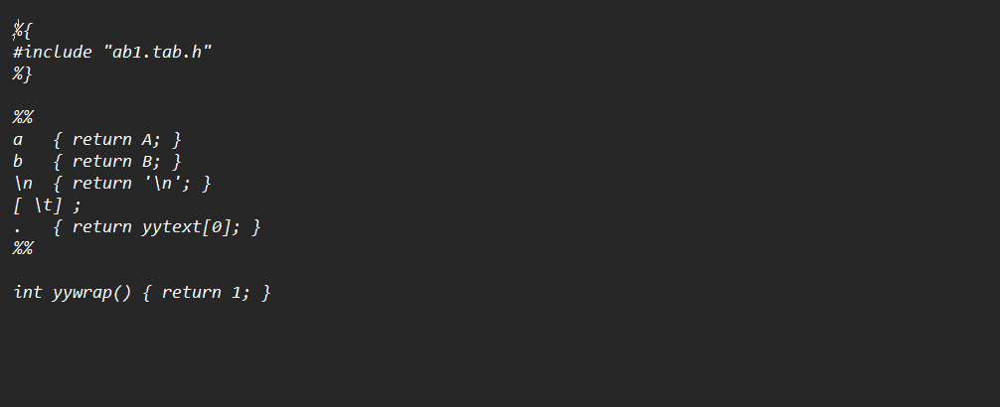 %{
#include "ab1.tab.h"
%}
%%
a   { return A; }
b   { return B; }
\n  { return '\n'; }
[ \t] ;
.   { return yytext[0]; }
%%
int yywrap() { return 1; }